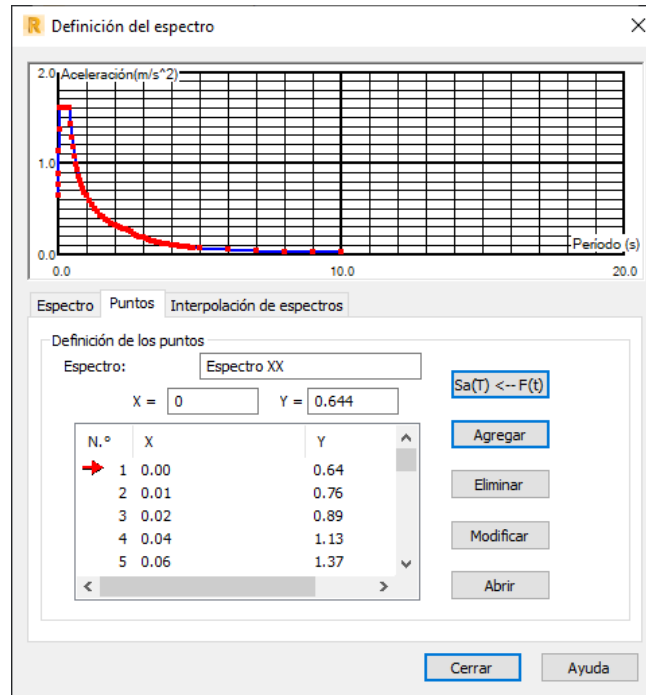 R Definición del espectro
2.0 Aceleración(m/s^2)
1.0
Período (s)
0.0
0.0 10.0 20.0
Espectro Puntos Interpolación de espectros
Definición de los puntos
Espectro: Espectro XX
Sa(T) <-- F(t)
X = 0 Y = 0.644
Agregar
N.º X Y
1 0.00 0.64
2 0.01 0.76
Eliminar
3 0.02 0.89
4 0.04 1.13
Modificar
5 0.06 1.37
Abrir
Cerrar Ayuda